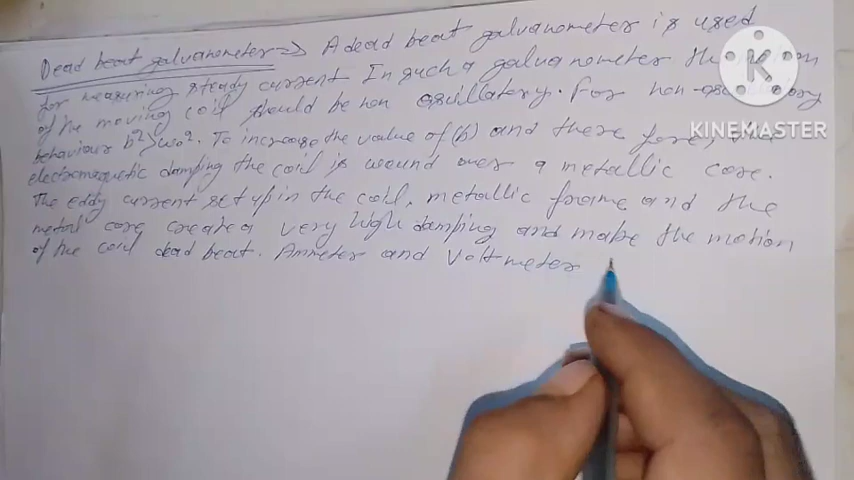 Dead beat galvanometer => A dead beat galvanometer is used
for measuring steady current In such a galvanometer the
of the moving coil should be non oscillatory. For non-oscillatory
behaviour b²>ω₀². To increase the value of (b) and there fore, the
electromagnetic damping the coil is wound over a metallic core.
The eddy current set up in the coil, metallic frame and the
metal core create a very high damping and make the motion
of the coil dead beat. Ammeter and Voltmeter
KINEMASTER